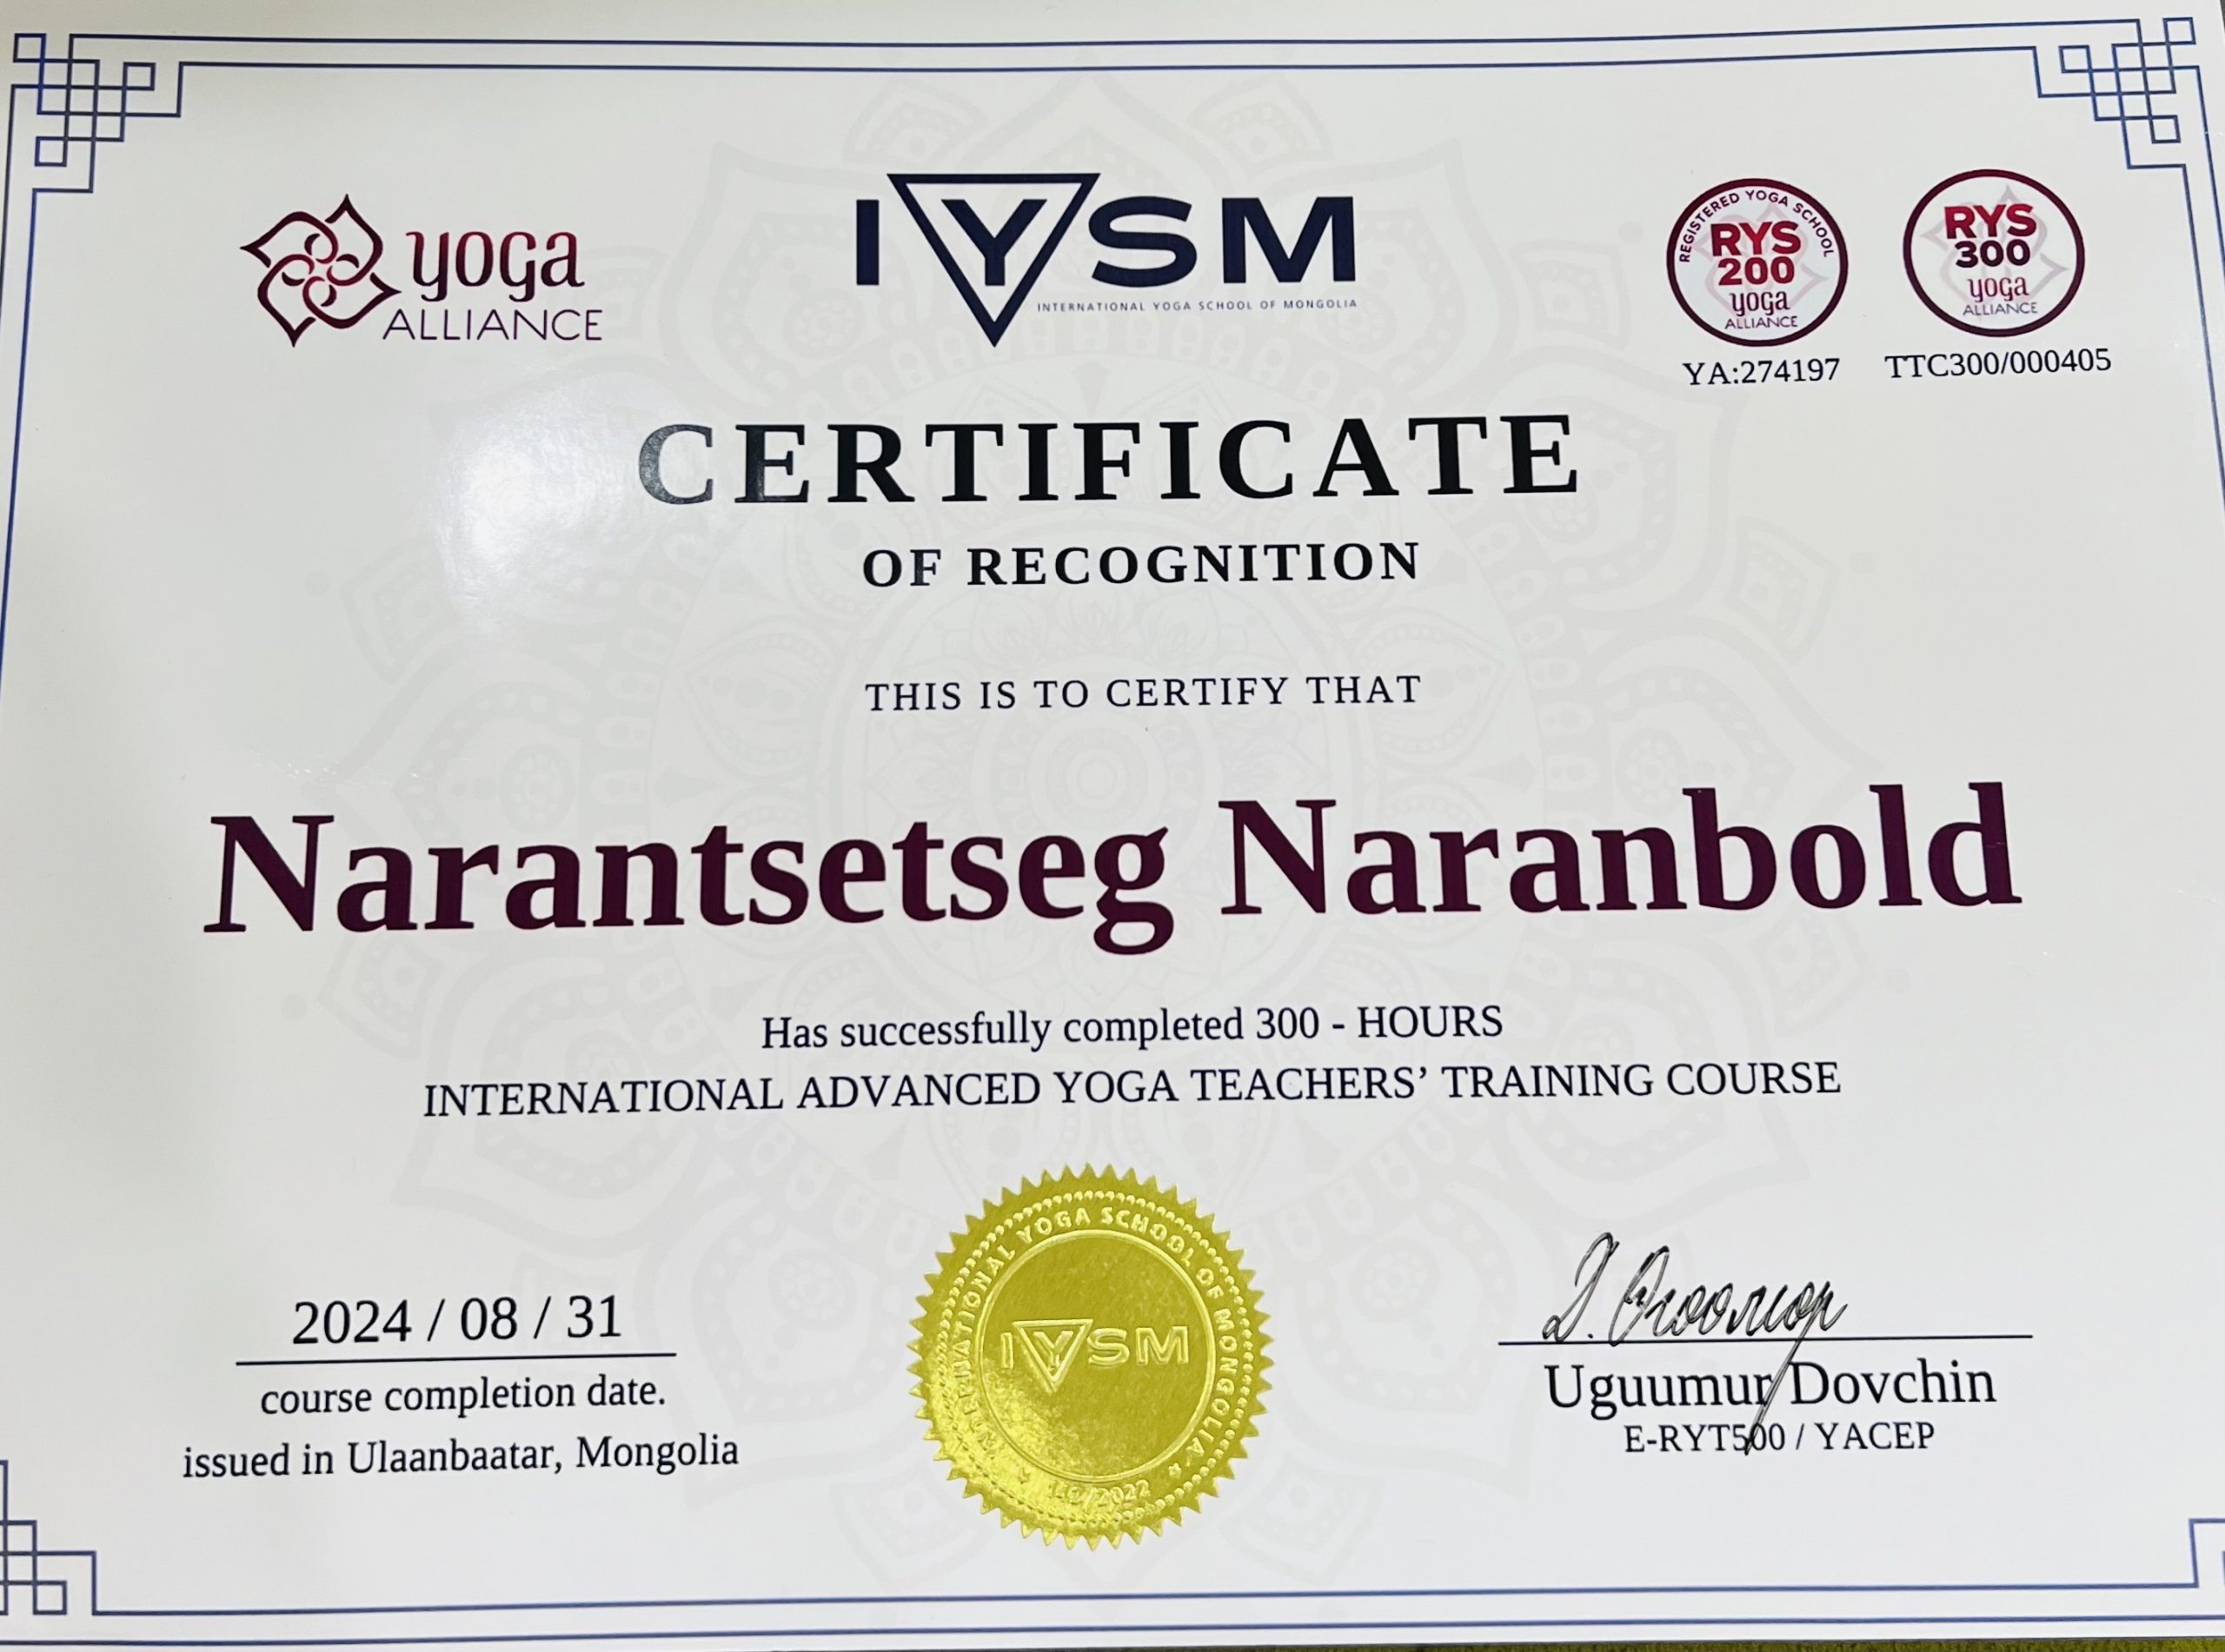 yoga
ALLIANCE
IYSM
INTERNATIONAL YOGA SCHOOL OF MONGOLIA
REGISTERED YOGA SCHOOL
RYS
200
yoga
ALLIANCE
YA:274197
RYS
300
yoga
ALLIANCE
TTC300/000405
CERTIFICATE
OF RECOGNITION
THIS IS TO CERTIFY THAT
Narantsetseg Naranbold
Has successfully completed 300 - HOURS
INTERNATIONAL ADVANCED YOGA TEACHERS’ TRAINING COURSE
2024 / 08 / 31
course completion date.
issued in Ulaanbaatar, Mongolia
INTERNATIONAL YOGA SCHOOL OF MONGOLIA
IYSM
Uguumur Dovchin
E-RYT500 / YACEP